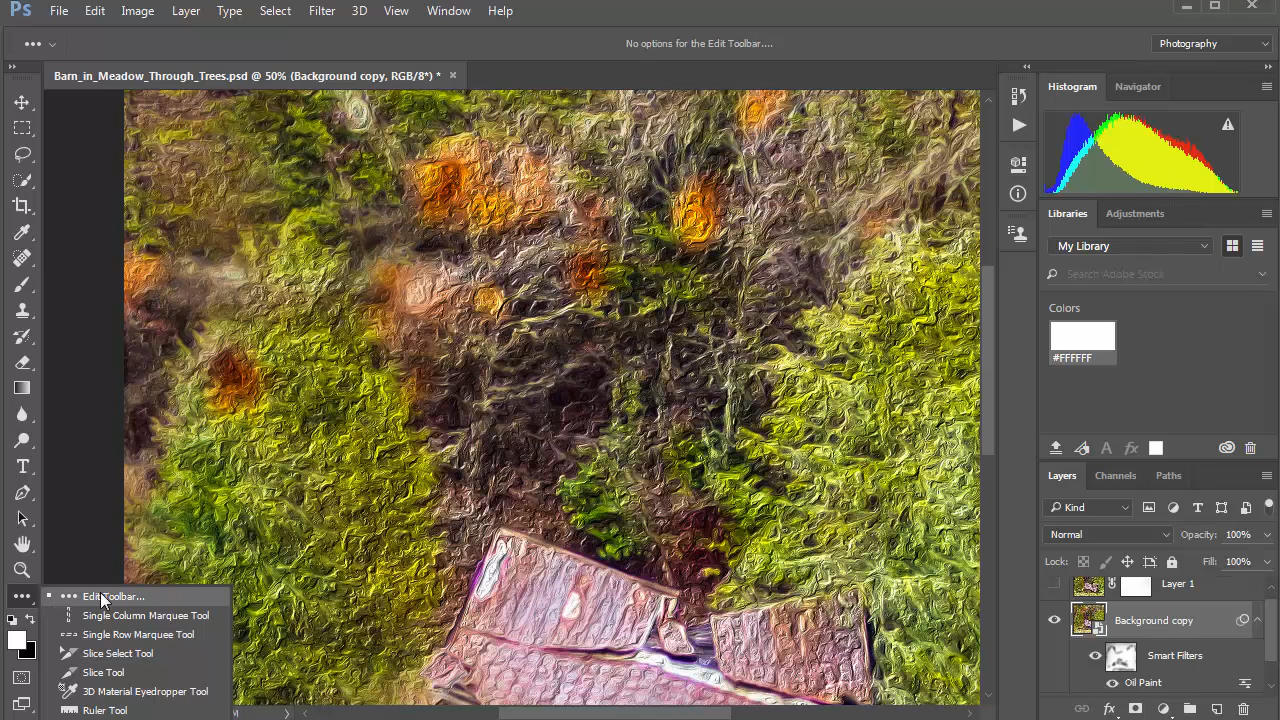 Ps File Edit Image Layer Type Select Filter 3D View Window Help
No options for the Edit Toolbar....
Photography
Barn_in_Meadow_Through_Trees.psd @ 50% (Background copy, RGB/8*) *
Histogram Navigator
Libraries Adjustments
My Library
Search Adobe Stock
Colors
#FFFFFF
Layers Channels Paths
Kind
Normal Opacity: 100%
Lock: Fill: 100%
Layer 1
Background copy
Smart Filters
Oil Paint
Edit Toolbar...
Single Column Marquee Tool
Single Row Marquee Tool
Slice Select Tool
Slice Tool
3D Material Eyedropper Tool
Ruler Tool